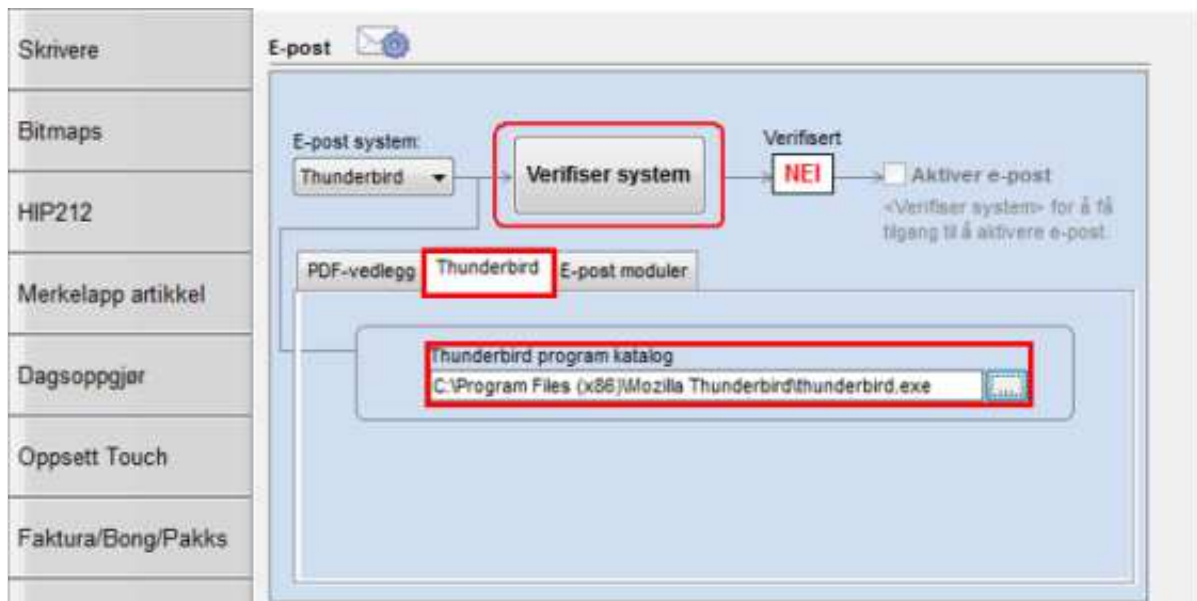 Skrivere
Bitmaps
HIP212
Merkelapp artikkel
Dagsoppgjør
Oppsett Touch
Faktura/Bong/Pakks
E-post
E-post system:
Thunderbird
Verifiser system
Verifisert
NEI
Aktiver e-post
<Verifiser system> for å få
tilgang til å aktivere e-post.
PDF-vedlegg
Thunderbird
E-post moduler
Thunderbird program katalog
C:\Program Files (x86)\Mozilla Thunderbird\thunderbird.exe
...